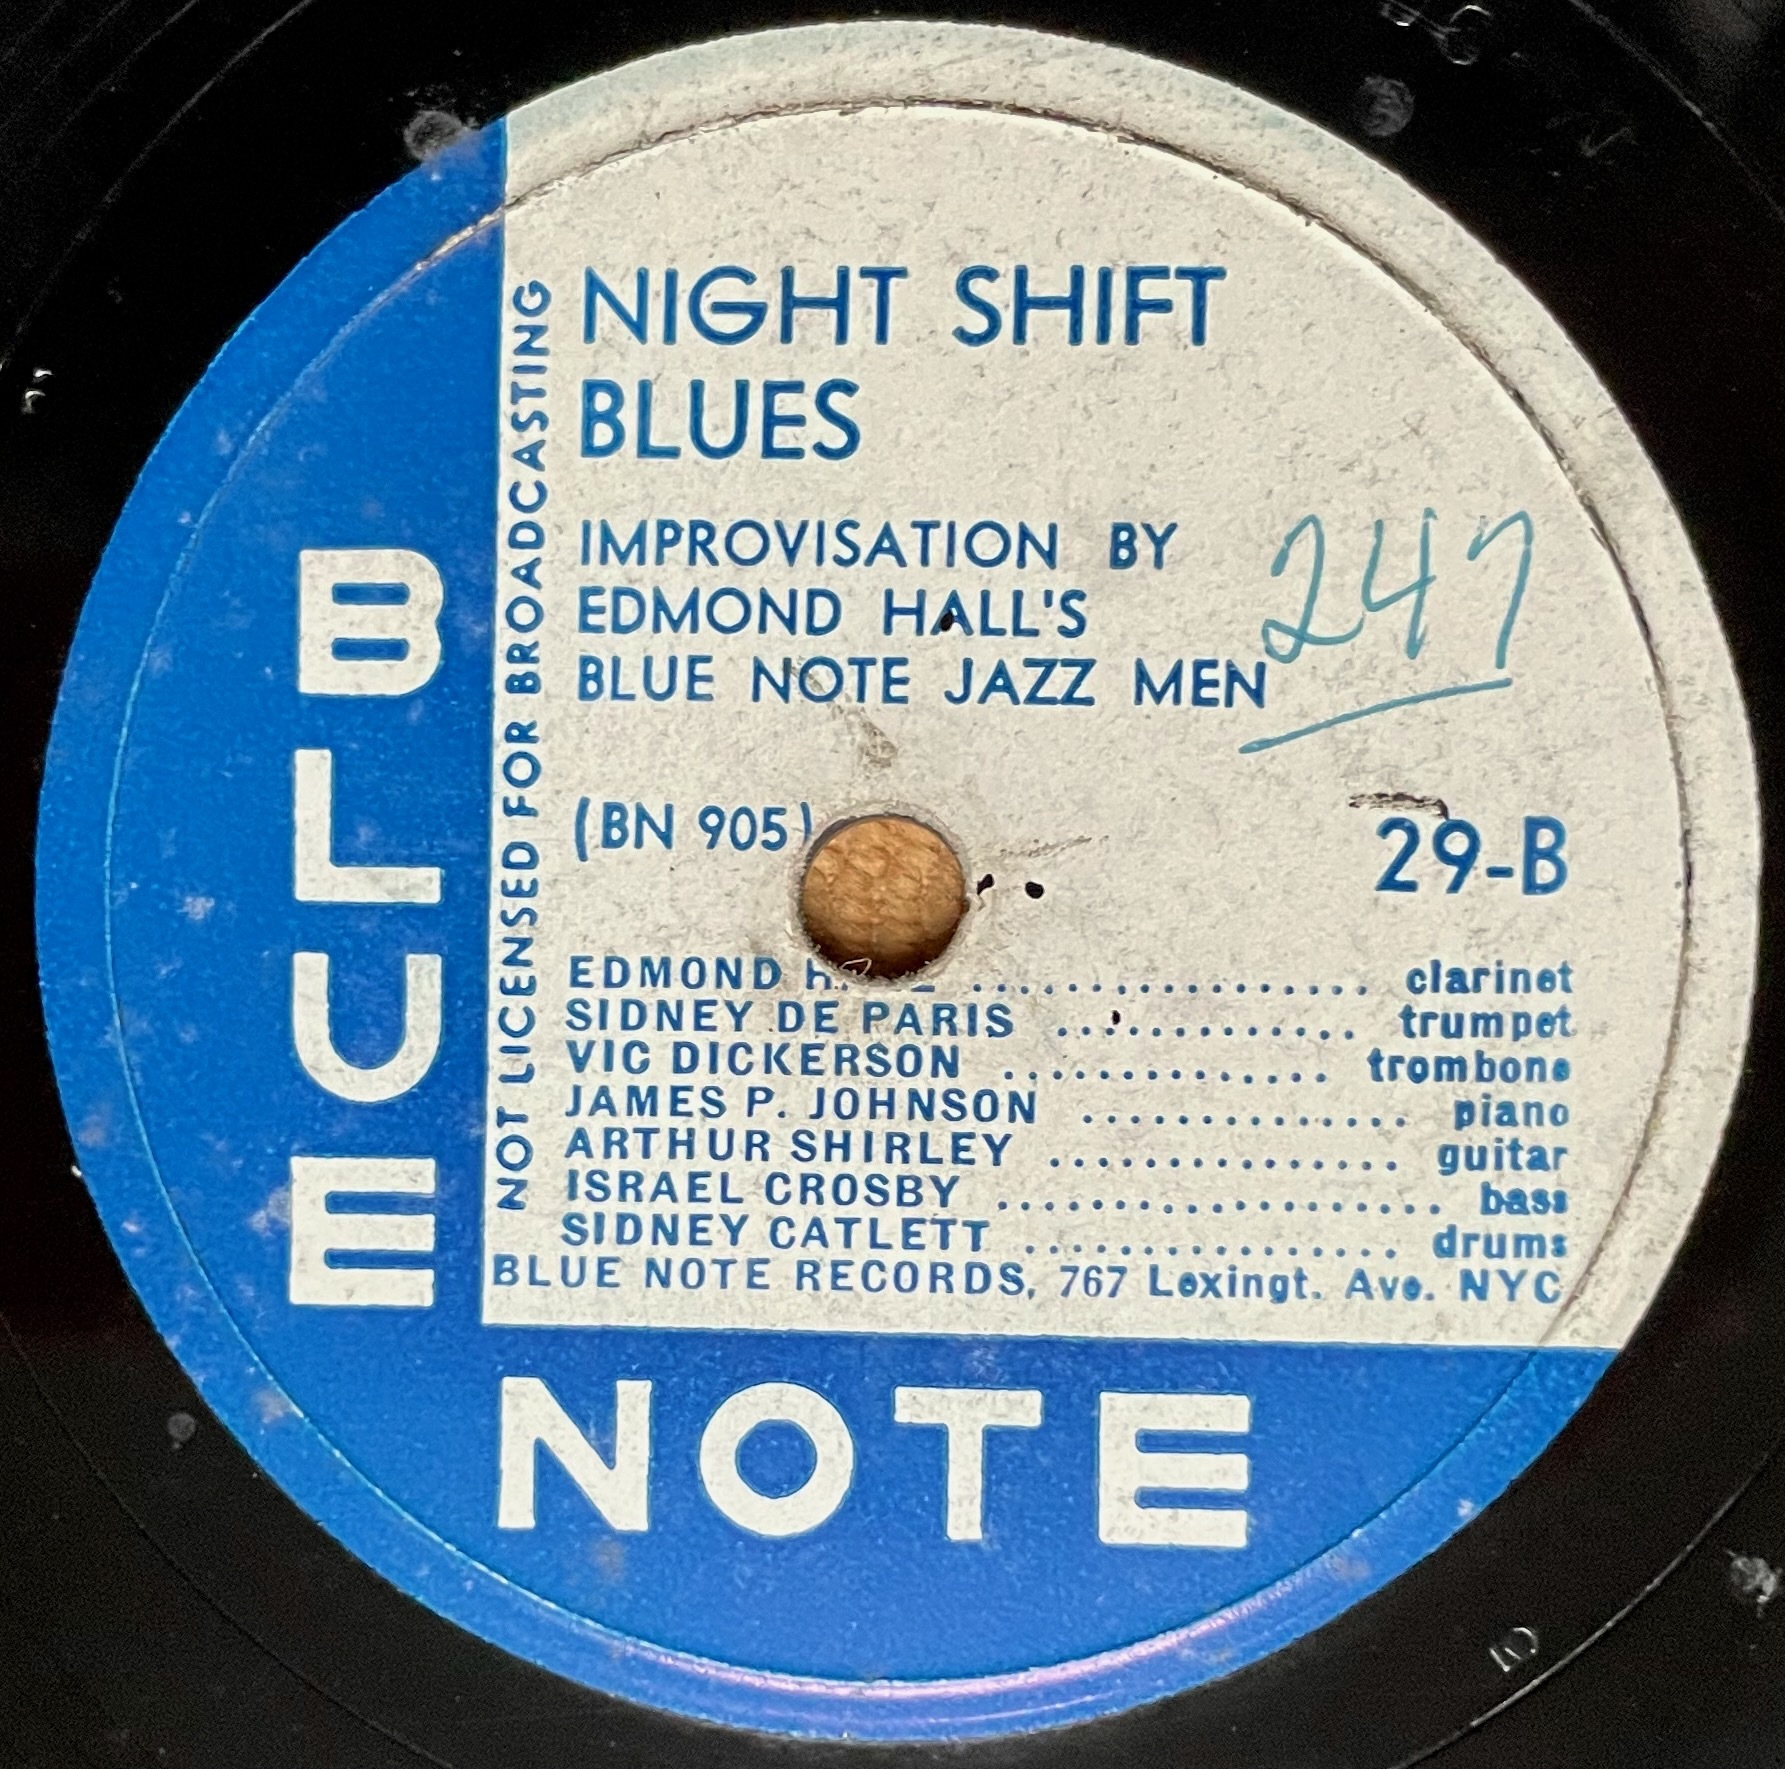 NIGHT SHIFT
BLUES
IMPROVISATION BY
EDMOND HALL'S
BLUE NOTE JAZZ MEN
247
(BN 905)
29-B
EDMOND .................. clarinet
SIDNEY DE PARIS ............. trumpet
VIC DICKERSON .............. trombone
JAMES P. JOHNSON .............. piano
ARTHUR SHIRLEY ............... guitar
ISRAEL CROSBY ................... bass
SIDNEY CATLETT ................ drums
BLUE NOTE RECORDS, 767 Lexingt. Ave. NYC
NOT LICENSED FOR BROADCASTING
BLUE
NOTE